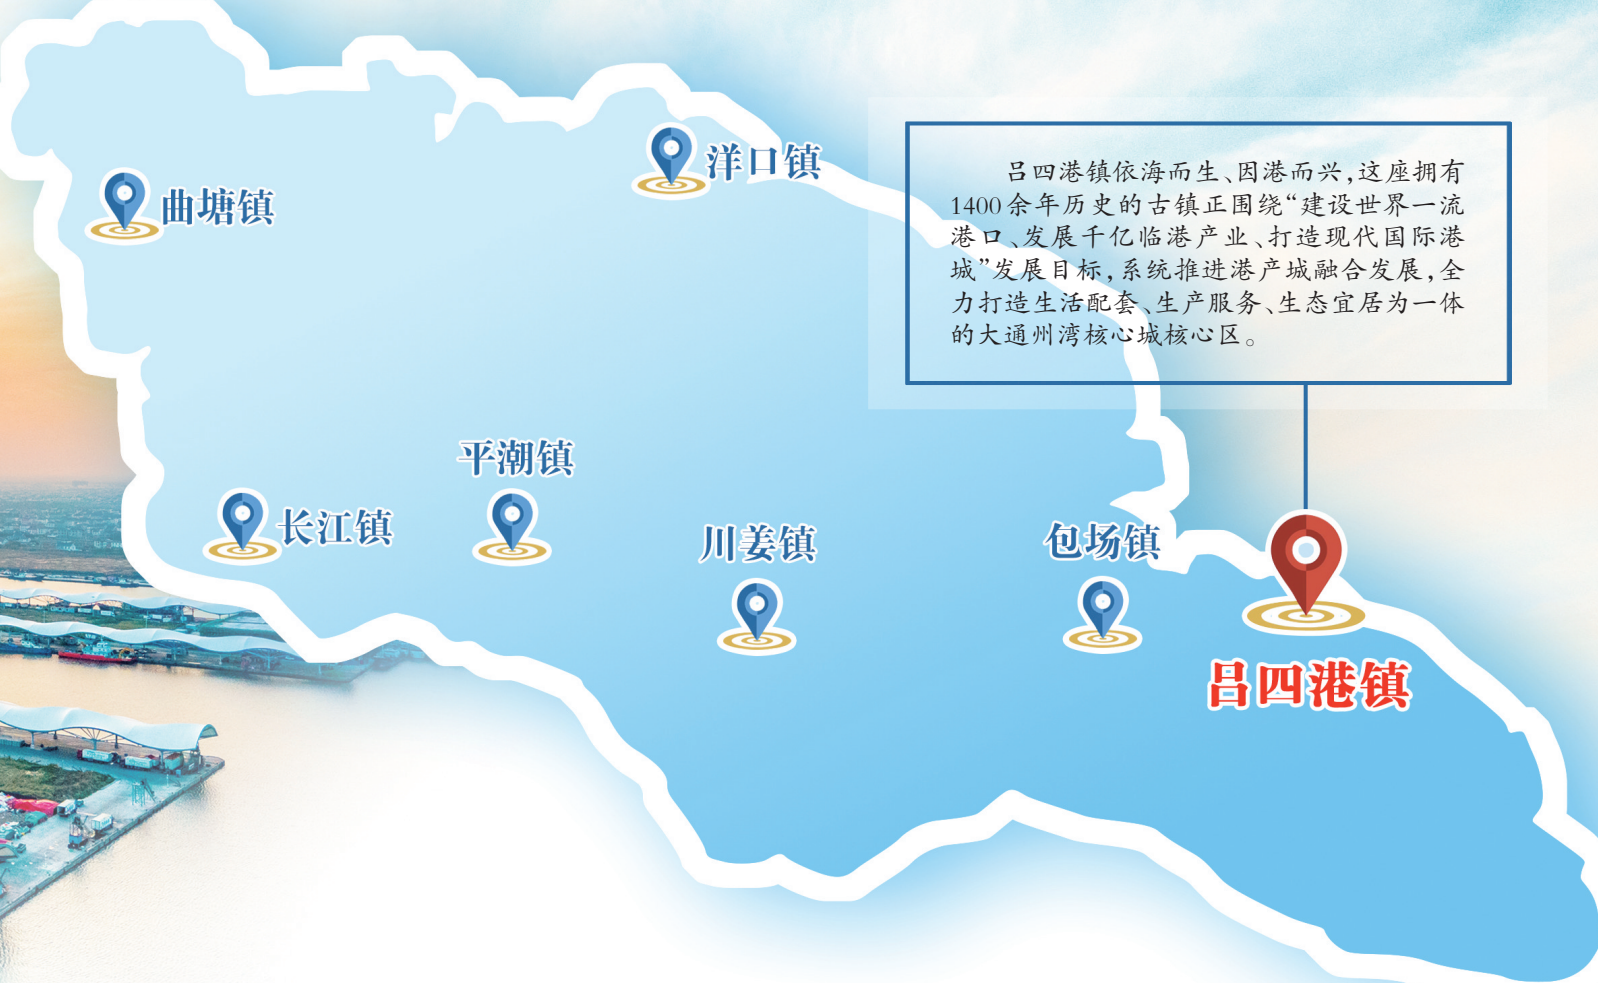 洋口镇
曲塘镇
吕四港镇依海而生、因港而兴，这座拥有
1400余年历史的古镇正围绕“建设世界一流
港口、发展千亿临港产业、打造现代国际港
城”发展目标，系统推进港产城融合发展，全
力打造生活配套、生产服务、生态宜居为一体
的大通州湾核心城核心区。
平潮镇
长江镇
川姜镇
包场镇
吕四港镇